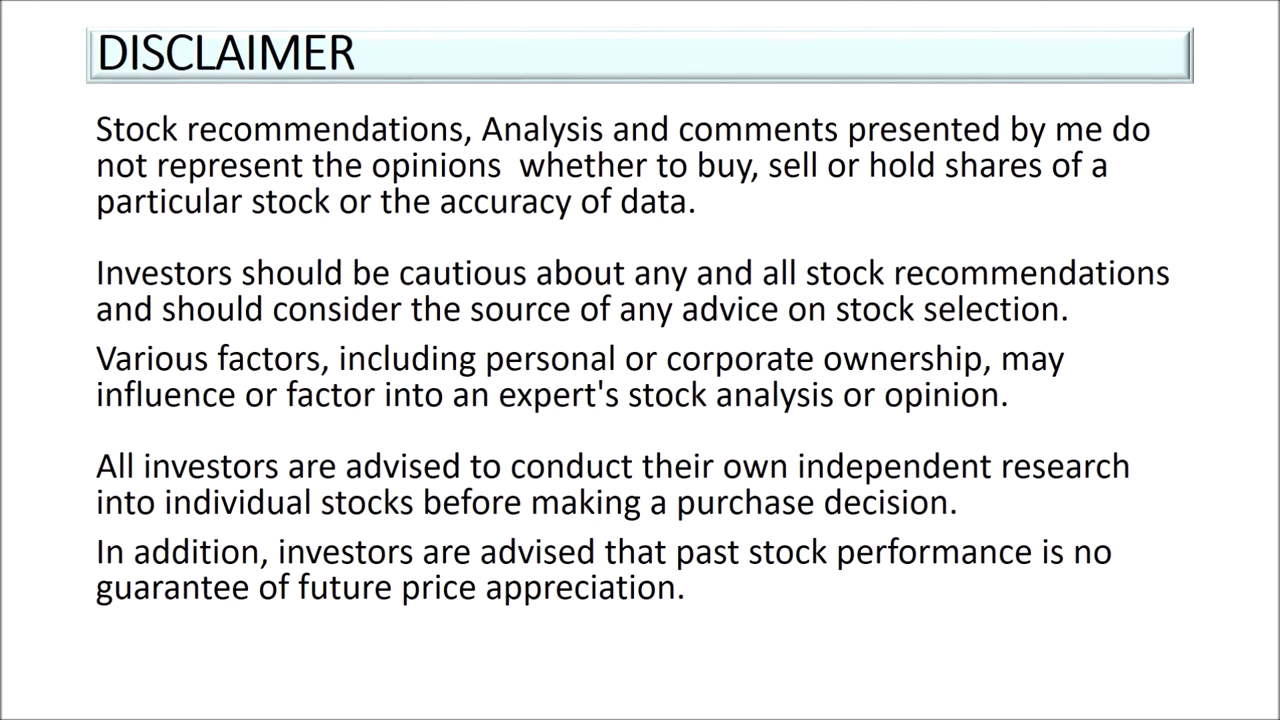 DISCLAIMER
Stock recommendations, Analysis and comments presented by me do
not represent the opinions  whether to buy, sell or hold shares of a
particular stock or the accuracy of data.
Investors should be cautious about any and all stock recommendations
and should consider the source of any advice on stock selection.
Various factors, including personal or corporate ownership, may
influence or factor into an expert's stock analysis or opinion.
All investors are advised to conduct their own independent research
into individual stocks before making a purchase decision.
In addition, investors are advised that past stock performance is no
guarantee of future price appreciation.